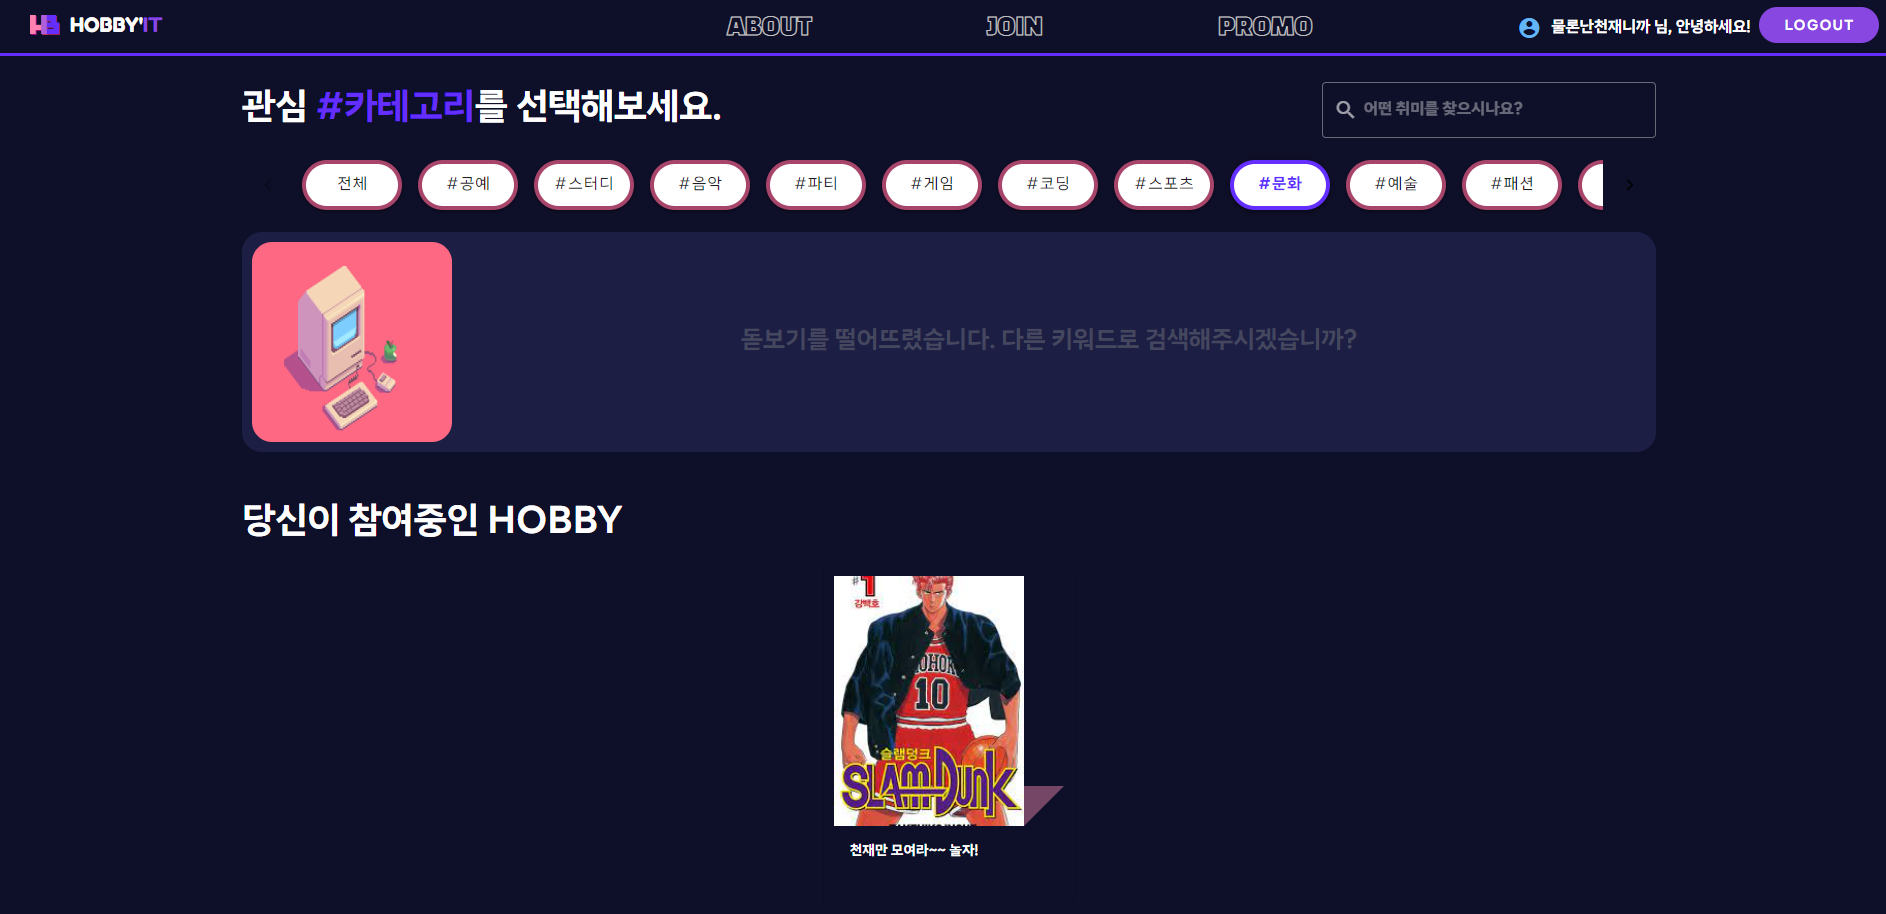 HOBBY'IT
ABOUT
JOIN
PROMO
물론난천재니까 님, 안녕하세요!
LOGOUT
관심 #카테고리를 선택해보세요.
어떤 취미를 찾으시나요?
전체
#공예
#스터디
#음악
#파티
#게임
#코딩
#스포츠
#문화
#예술
#패션
돋보기를 떨어뜨렸습니다. 다른 키워드로 검색해주시겠습니까?
당신이 참여중인 HOBBY
#1
강백호
10
슬램덩크
SLAM DUNK
천재만 모여라~~ 놀자!